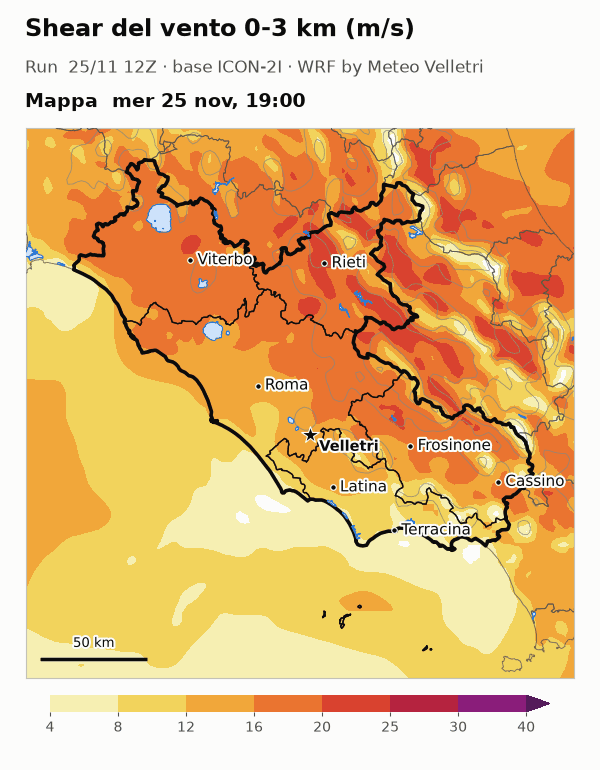 Shear del vento 0-3 km (m/s)
Run  25/11 12Z · base ICON-2I · WRF by Meteo Velletri
Mappa  mer 25 nov, 19:00
Viterbo
Rieti
Roma
Velletri
Frosinone
Latina
Cassino
Terracina
50 km
4 8 12 16 20 25 30 40